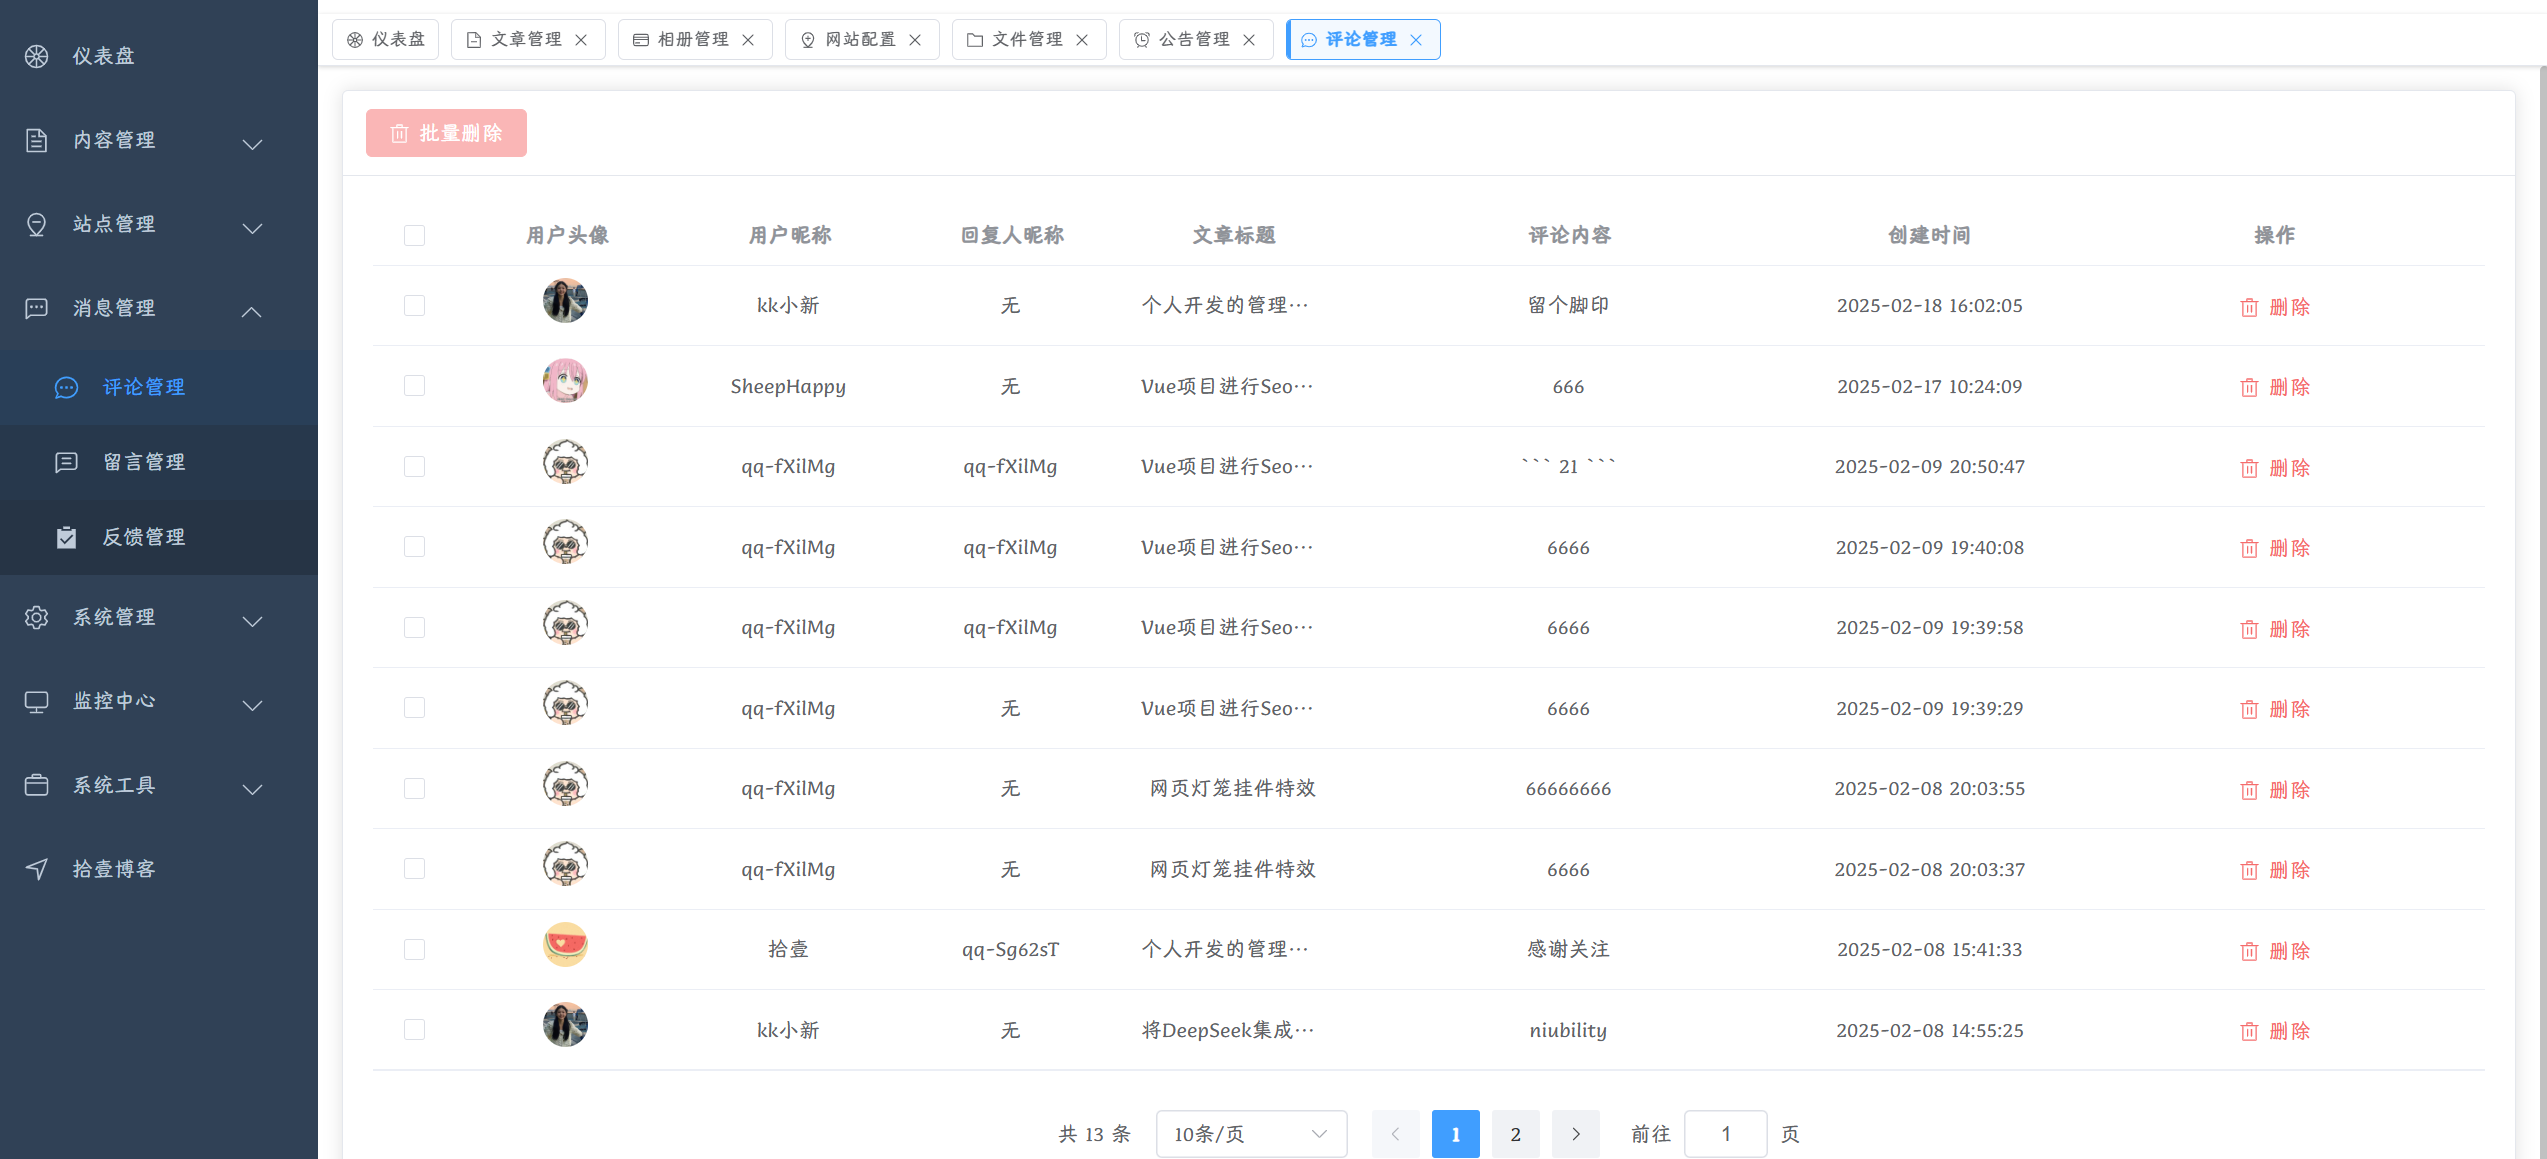 仪表盘
内容管理
站点管理
消息管理
评论管理
留言管理
反馈管理
系统管理
监控中心
系统工具
拾壹博客
仪表盘 文章管理 相册管理 网站配置 文件管理 公告管理 评论管理
批量删除
用户头像 用户昵称 回复人昵称 文章标题 评论内容 创建时间 操作
kk小新 无 个人开发的管理… 留个脚印 2025-02-18 16:02:05 删除
SheepHappy 无 Vue项目进行Seo… 666 2025-02-17 10:24:09 删除
qq-fXilMg qq-fXilMg Vue项目进行Seo… ``` 21 ``` 2025-02-09 20:50:47 删除
qq-fXilMg qq-fXilMg Vue项目进行Seo… 6666 2025-02-09 19:40:08 删除
qq-fXilMg qq-fXilMg Vue项目进行Seo… 6666 2025-02-09 19:39:58 删除
qq-fXilMg 无 Vue项目进行Seo… 6666 2025-02-09 19:39:29 删除
qq-fXilMg 无 网页灯笼挂件特效 66666666 2025-02-08 20:03:55 删除
qq-fXilMg 无 网页灯笼挂件特效 6666 2025-02-08 20:03:37 删除
拾壹 qq-Sg62sT 个人开发的管理… 感谢关注 2025-02-08 15:41:33 删除
kk小新 无 将DeepSeek集成… niubility 2025-02-08 14:55:25 删除
共 13 条 10条/页 1 2 前往 1 页